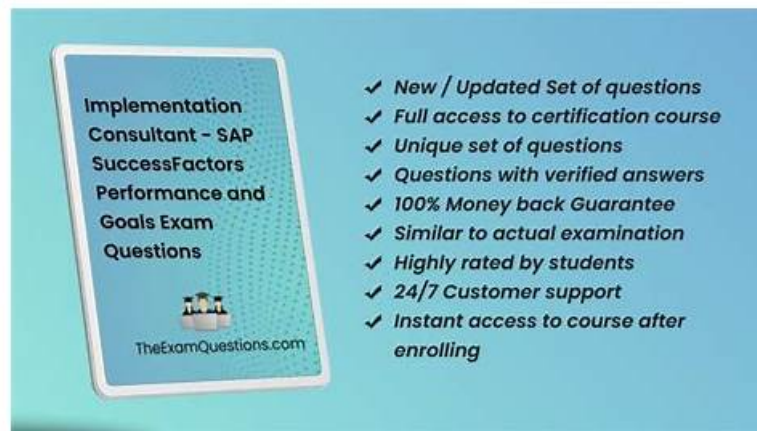 Implementation
Consultant - SAP
SuccessFactors
Performance and
Goals Exam
Questions
TheExamQuestions.com
✓ New / Updated Set of questions
✓ Full access to certification course
✓ Unique set of questions
✓ Questions with verified answers
✓ 100% Money back Guarantee
✓ Similar to actual examination
✓ Highly rated by students
✓ 24/7 Customer support
✓ Instant access to course after
enrolling